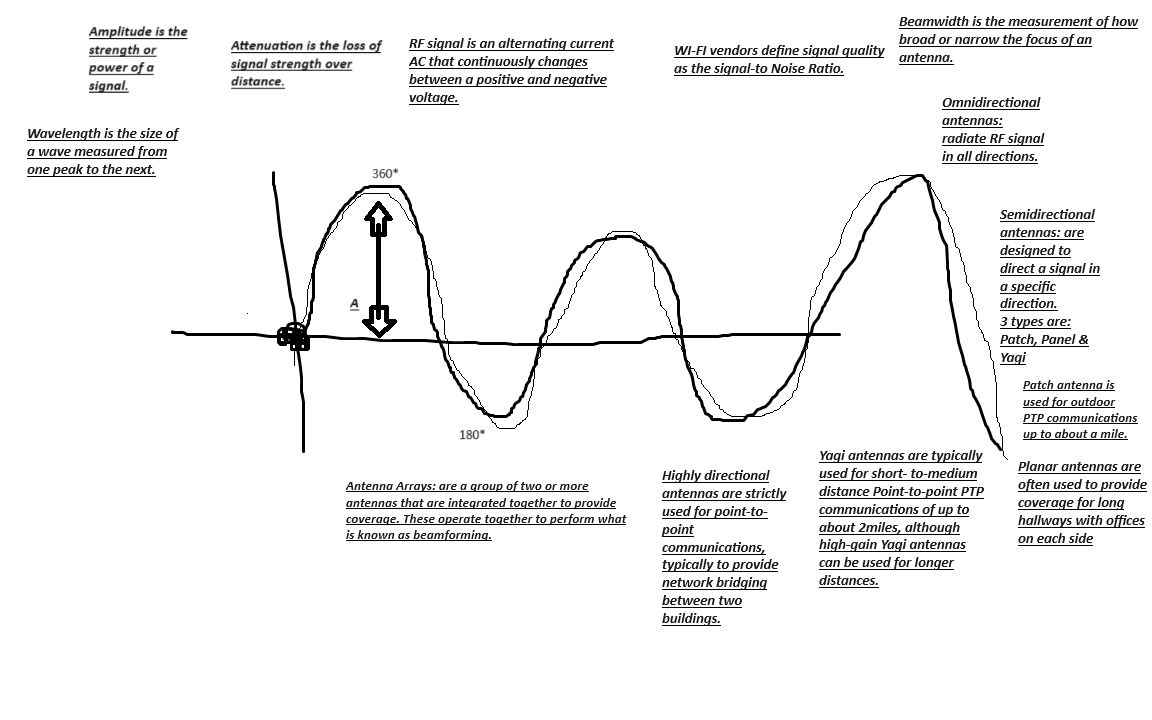 Amplitude is the
strength or
power of a
signal.
Attenuation is the loss of
signal strength over
distance.
RF signal is an alternating current
AC that continuously changes
between a positive and negative
voltage.
WI-FI vendors define signal quality
as the signal-to Noise Ratio.
Beamwidth is the measurement of how
broad or narrow the focus of an
antenna.
Wavelength is the size of
a wave measured from
one peak to the next.
Omnidirectional
antennas:
radiate RF signal
in all directions.
360*
A
180*
Semidirectional
antennas: are
designed to
direct a signal in
a specific
direction.
3 types are:
Patch, Panel &
Yagi
Patch antenna is
used for outdoor
PTP communications
up to about a mile.
Antenna Arrays: are a group of two or more
antennas that are integrated together to provide
coverage. These operate together to perform what
is known as beamforming.
Highly directional
antennas are strictly
used for point-to-
point
communications,
typically to provide
network bridging
between two
buildings.
Yagi antennas are typically
used for short- to-medium
distance Point-to-point PTP
communications of up to
about 2miles, although
high-gain Yagi antennas
can be used for longer
distances.
Planar antennas are
often used to provide
coverage for long
hallways with offices
on each side